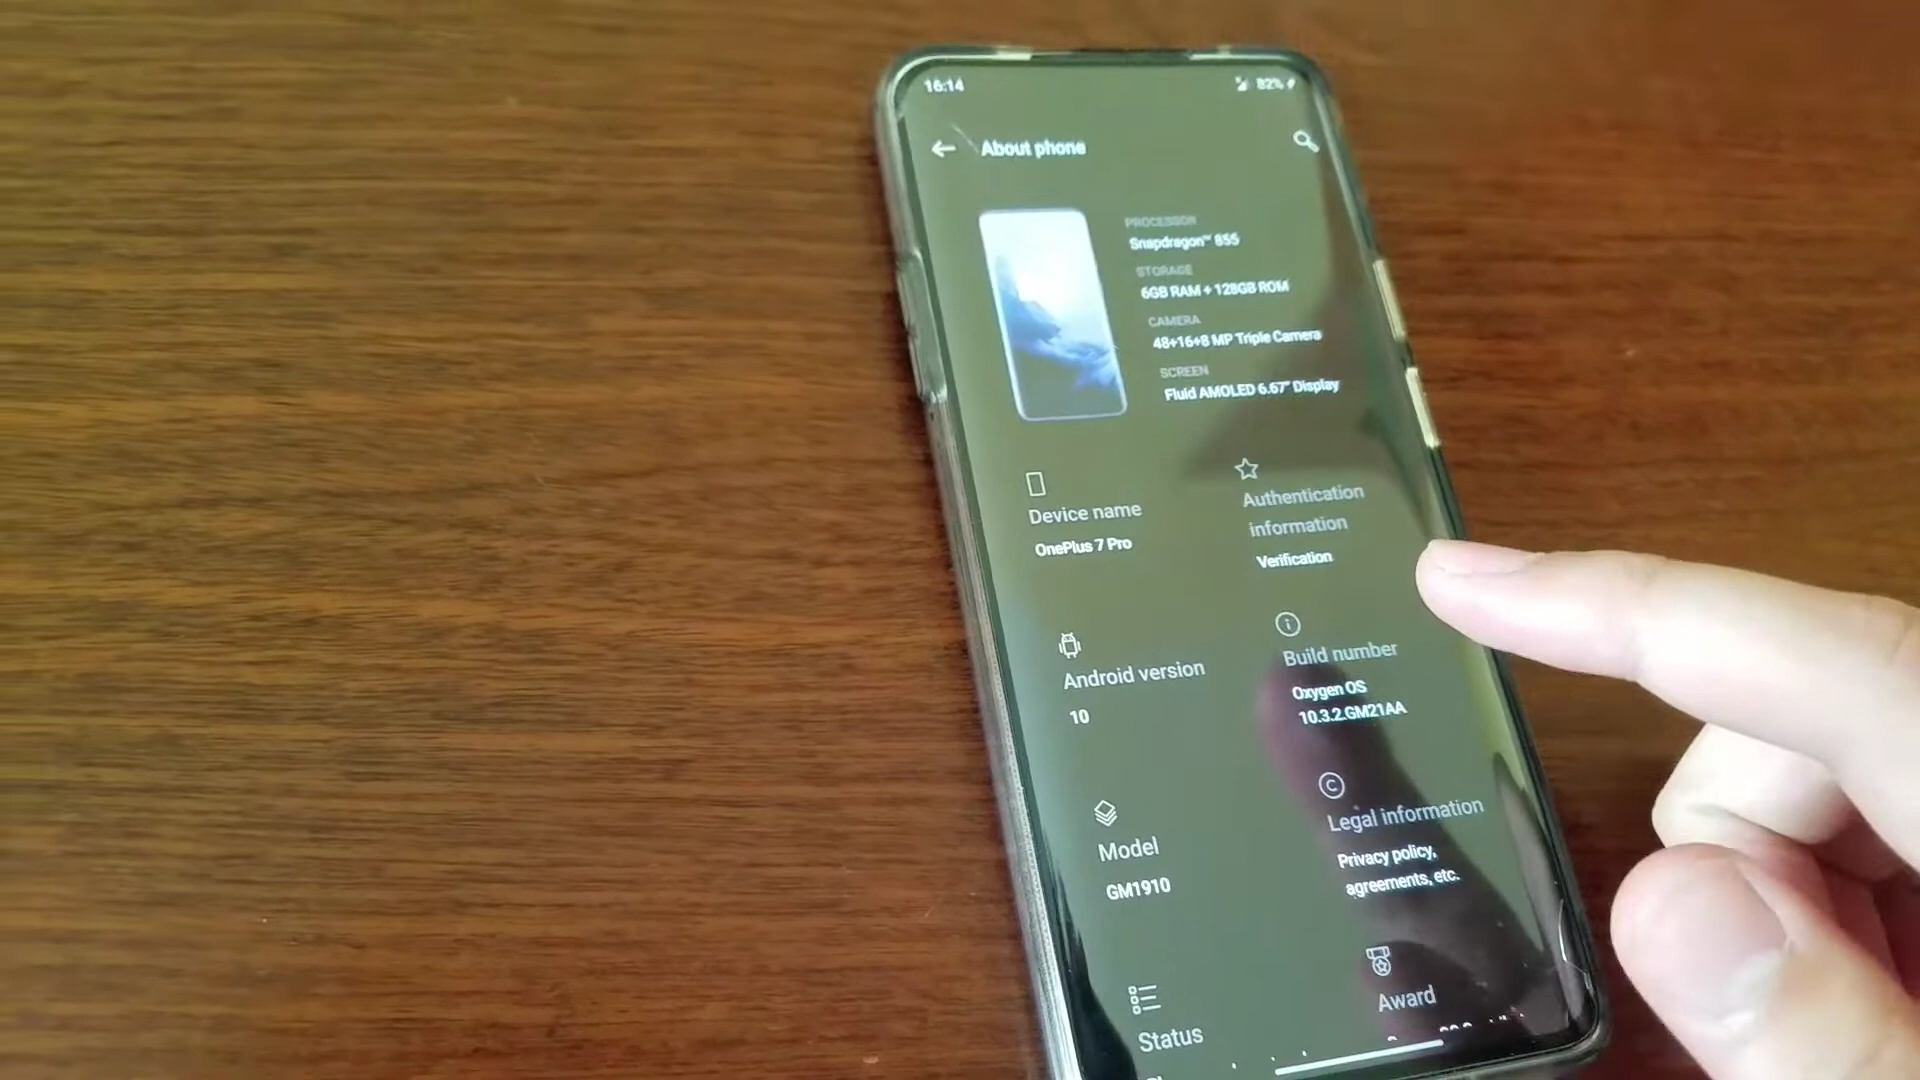 16:14
82%
About phone
PROCESSOR
Snapdragon™ 855
STORAGE
6GB RAM + 128GB ROM
CAMERA
48+16+8 MP Triple Camera
SCREEN
Fluid AMOLED 6.67" Display
Device name
OnePlus 7 Pro
Authentication
information
Verification
Android version
10
Build number
Oxygen OS
10.3.2.GM21AA
Model
GM1910
Legal information
Privacy policy,
agreements, etc.
Status
Award